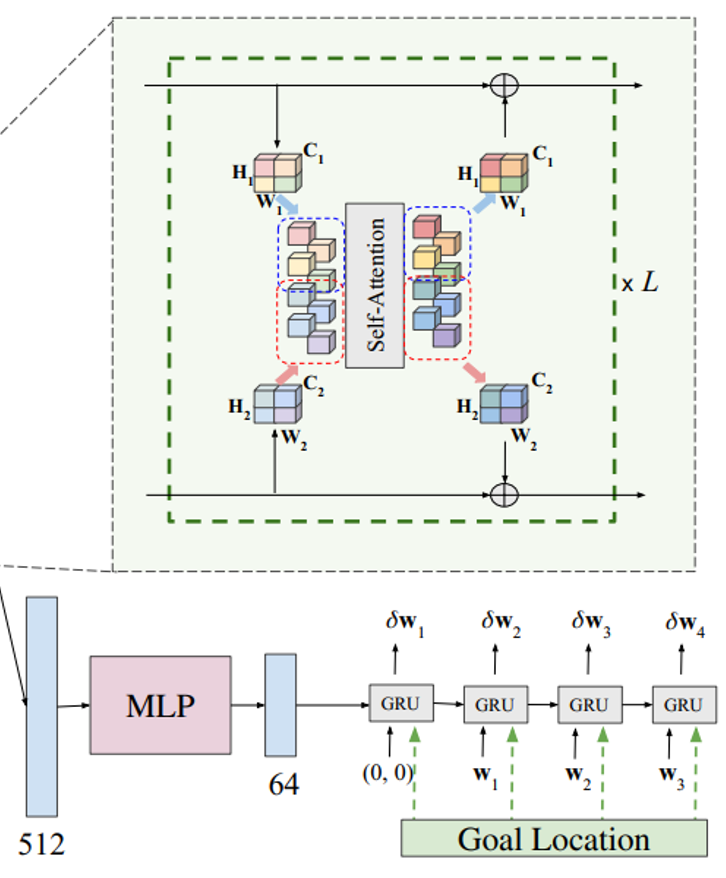 C₁
H₁
W₁
C₁
H₁
W₁
Self-Attention
x L
C₂
H₂
W₂
C₂
H₂
W₂
δw₁ δw₂ δw₃ δw₄
MLP
GRU GRU GRU GRU
(0, 0) w₁ w₂ w₃
64
512
Goal Location